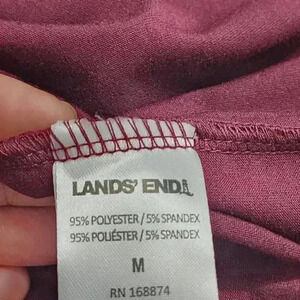 LANDS' END
95% POLYESTER / 5% SPANDEX
95% POLIÉSTER / 5% SPANDEX
M
RN 168874